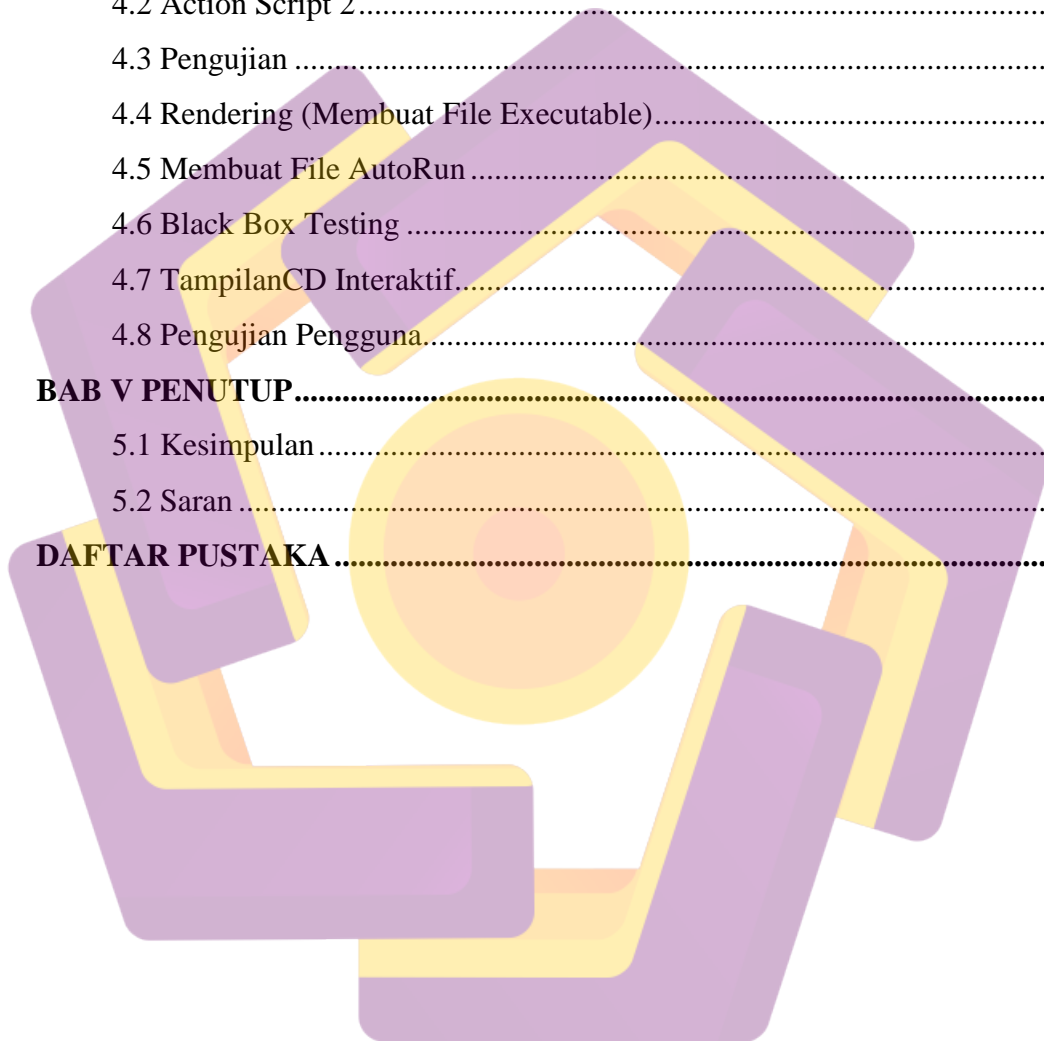 4.2 Action Script 2........................................................................
4.3 Pengujian ........................................................................
4.4 Rendering (Membuat File Executable)........................................................................
4.5 Membuat File AutoRun ........................................................................
4.6 Black Box Testing ........................................................................
4.7 TampilanCD Interaktif........................................................................
4.8 Pengujian Pengguna........................................................................
BAB V PENUTUP........................................................................
5.1 Kesimpulan ........................................................................
5.2 Saran ........................................................................
DAFTAR PUSTAKA ........................................................................